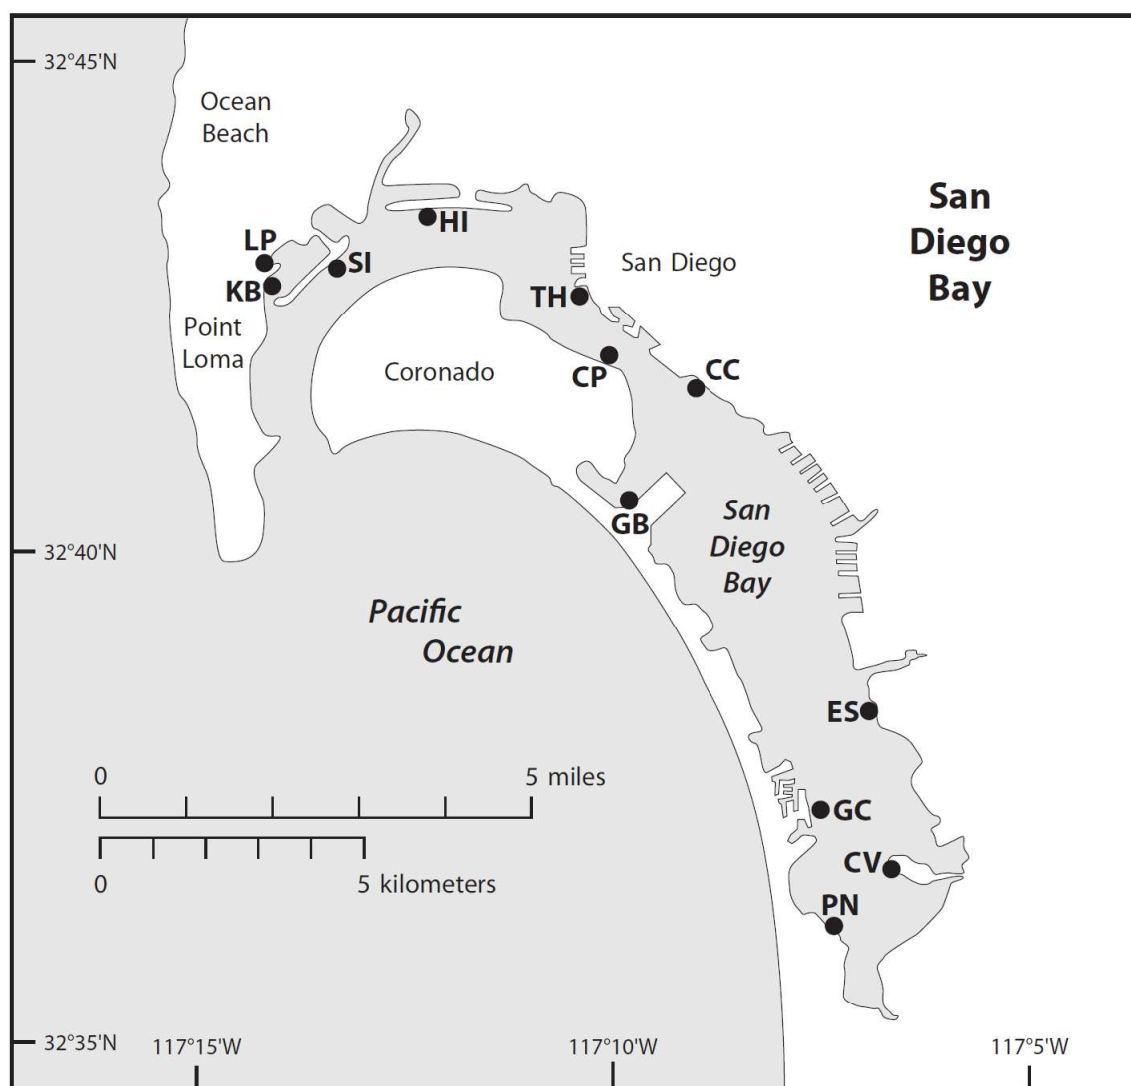 32°45'N
Ocean
Beach
San
Diego
Bay
HI
LP
SI
San Diego
KB
TH
Point
Loma
Coronado
CP
CC
San
Diego
Bay
GB
32°40'N
Pacific
Ocean
ES
0
5 miles
GC
CV
0
5 kilometers
PN
32°35'N
117°15'W
117°10'W
117°5'W